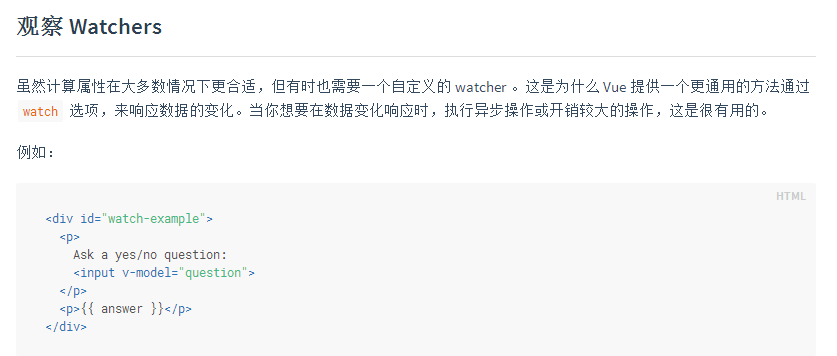 观察 Watchers
虽然计算属性在大多数情况下更合适，但有时也需要一个自定义的 watcher 。这是为什么 Vue 提供一个更通用的方法通过
watch 选项，来响应数据的变化。当你想要在数据变化响应时，执行异步操作或开销较大的操作，这是很有用的。
例如：
HTML
<div id="watch-example">
  <p>
    Ask a yes/no question:
    <input v-model="question">
  </p>
  <p>{{ answer }}</p>
</div>